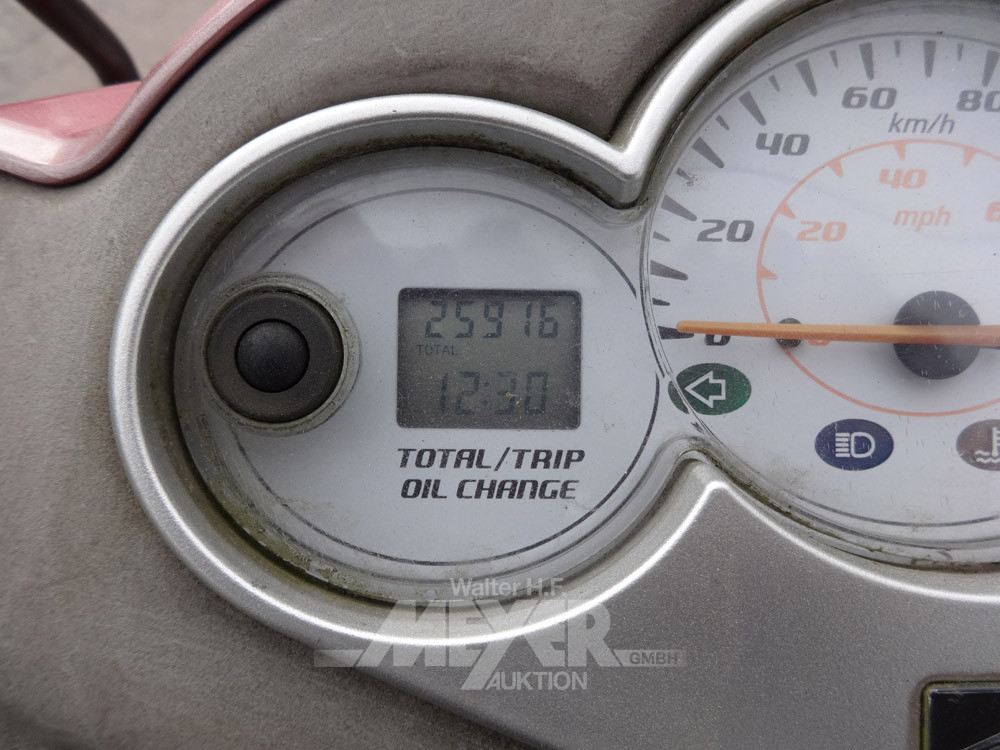 25916
TOTAL
12:30
TOTAL/TRIP
OIL CHANGE
20
40
60
80
km/h
20
40
mph
0
Walter H.F.
MEYER
GMBH
AUKTION